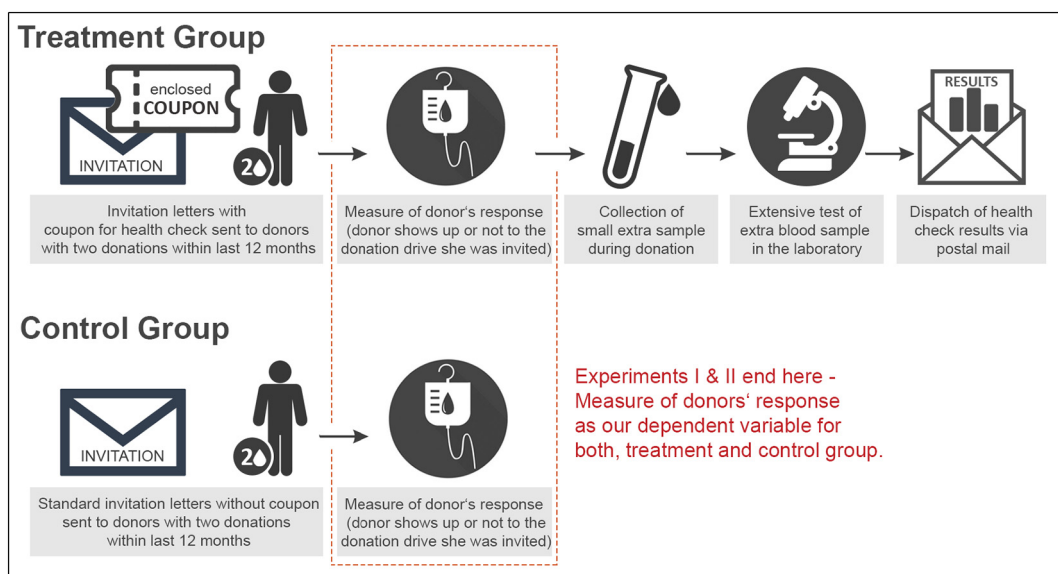 Treatment Group
enclosed
COUPON
INVITATION
2
RESULTS
Invitation letters with
coupon for health check sent to donors
with two donations within last 12 months
Measure of donor‘s response
(donor shows up or not to the
donation drive she was invited)
Collection of
small extra sample
during donation
Extensive test of
extra blood sample
in the laboratory
Dispatch of health
check results via
postal mail
Control Group
INVITATION
2
Experiments I & II end here -
Measure of donors‘ response
as our dependent variable for
both, treatment and control group.
Standard invitation letters without coupon
sent to donors with two donations
within last 12 months
Measure of donor‘s response
(donor shows up or not to the
donation drive she was invited)